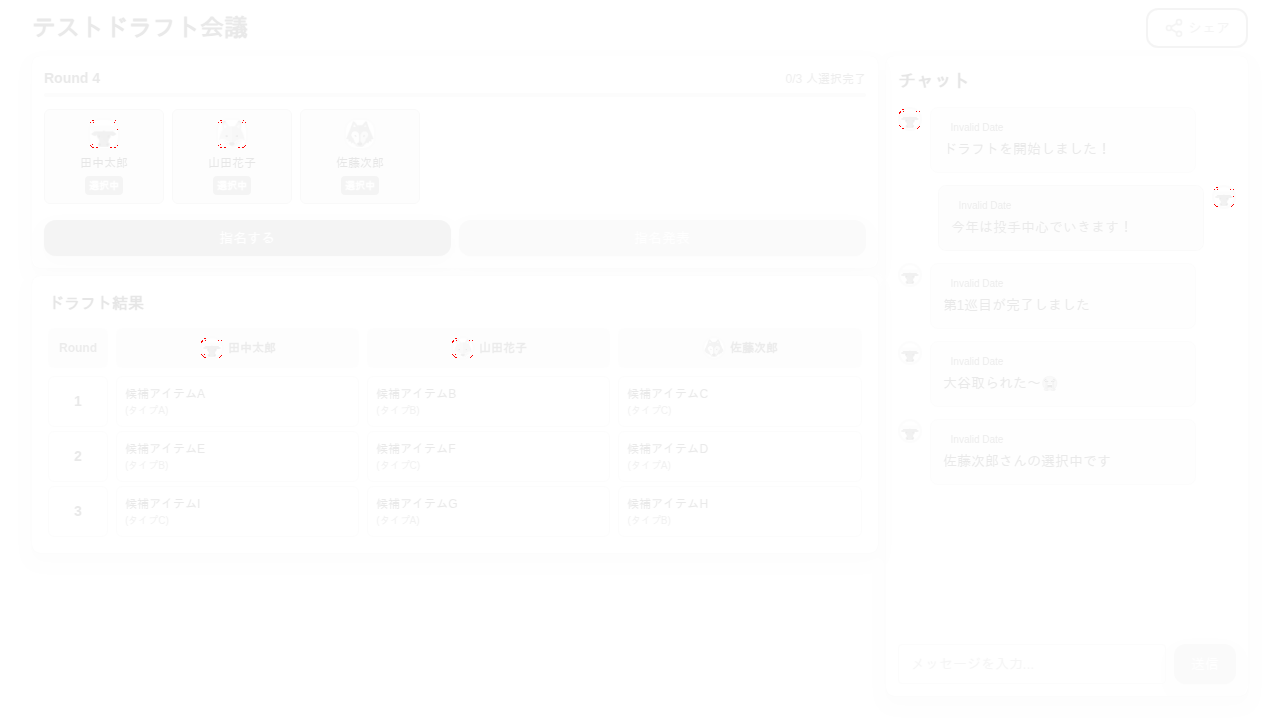 テストドラフト会議
シェア
Round 4
0/3 人選択完了
田中太郎
選択中
山田花子
選択中
佐藤次郎
選択中
指名する
ドラフト結果
Round 田中太郎 山田花子 佐藤次郎
1 候補アイテムA 候補アイテムB 候補アイテムC
(タイプA) (タイプB) (タイプC)
2 候補アイテムE 候補アイテムF 候補アイテムD
(タイプB) (タイプC) (タイプA)
3 候補アイテムI 候補アイテムG 候補アイテムH
(タイプC) (タイプA) (タイプB)
チャット
Invalid Date
ドラフトを開始しました！
Invalid Date
今年は投手中心でいきます！
Invalid Date
第1巡目が完了しました
Invalid Date
大谷取られた〜😭
Invalid Date
佐藤次郎さんの選択中です
メッセージを入力...